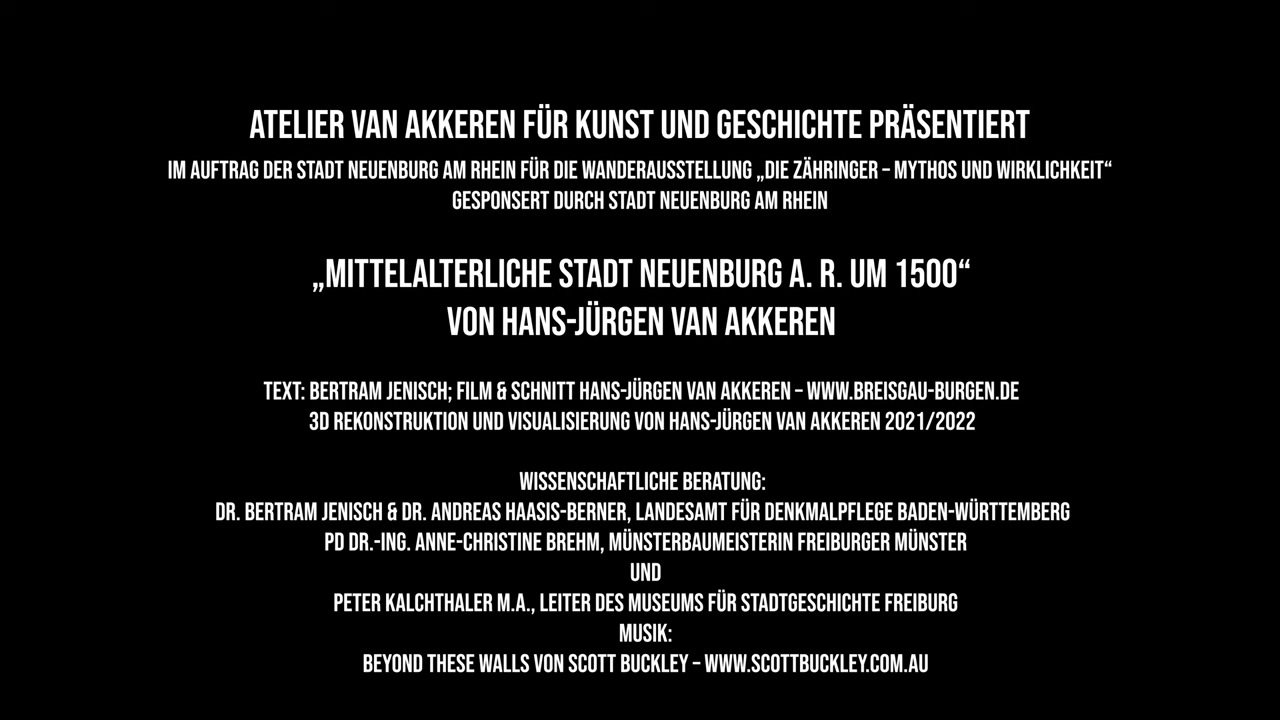 ATELIER VAN AKKEREN FÜR KUNST UND GESCHICHTE PRÄSENTIERT
IM AUFTRAG DER STADT NEUENBURG AM RHEIN FÜR DIE WANDERAUSSTELLUNG „DIE ZÄHRINGER – MYTHOS UND WIRKLICHKEIT“
GESPONSERT DURCH STADT NEUENBURG AM RHEIN
„MITTELALTERLICHE STADT NEUENBURG A. R. UM 1500“
VON HANS-JÜRGEN VAN AKKEREN
TEXT: BERTRAM JENISCH; FILM & SCHNITT HANS-JÜRGEN VAN AKKEREN – WWW.BREISGAU-BURGEN.DE
3D REKONSTRUKTION UND VISUALISIERUNG VON HANS-JÜRGEN VAN AKKEREN 2021/2022
WISSENSCHAFTLICHE BERATUNG:
DR. BERTRAM JENISCH & DR. ANDREAS HAASIS-BERNER, LANDESAMT FÜR DENKMALPFLEGE BADEN-WÜRTTEMBERG
PD DR.-ING. ANNE-CHRISTINE BREHM, MÜNSTERBAUMEISTERIN FREIBURGER MÜNSTER
UND
PETER KALCHTHALER M.A., LEITER DES MUSEUMS FÜR STADTGESCHICHTE FREIBURG
MUSIK:
BEYOND THESE WALLS VON SCOTT BUCKLEY – WWW.SCOTTBUCKLEY.COM.AU